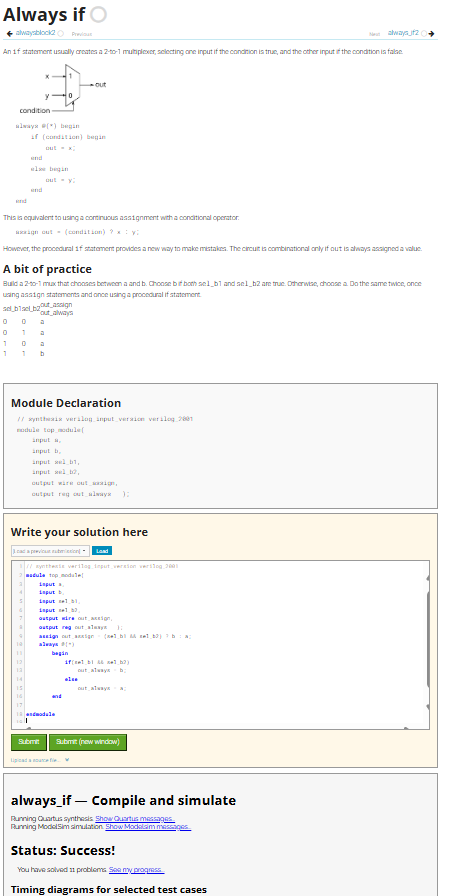 Always if
alwaysblock2 Previous
Next always_if2
An if statement usually creates a 2-to-1 multiplexer, selecting one input if the condition is true, and the other input if the condition is false.
x 1
out
y 0
condition
always @(*) begin
if (condition) begin
out = x;
end
else begin
out = y;
end
end
This is equivalent to using a continuous assignment with a conditional operator:
assign out = (condition) ? x : y;
However, the procedural if statement provides a new way to make mistakes. The circuit is combinational only if out is always assigned a value.
A bit of practice
Build a 2-to-1 mux that chooses between a and b. Choose b if both sel_b1 and sel_b2 are true. Otherwise, choose a. Do the same twice, once
using assign statements and once using a procedural if statement.
sel_b1 sel_b2 out_assign
out_always
0 0 a
0 1 a
1 0 a
1 1 b
Module Declaration
// synthesis verilog_input_version verilog_2001
module top_module(
input a,
input b,
input sel_b1,
input sel_b2,
output wire out_assign,
output reg out_always );
Write your solution here
[Load a previous submission] Load
1 // synthesis verilog_input_version verilog_2001
2 module top_module(
3 input a,
4 input b,
5 input sel_b1,
6 input sel_b2,
7 output wire out_assign,
8 output reg out_always );
9 assign out_assign = (sel_b1 && sel_b2) ? b : a;
10 always @(*)
11 begin
12 if(sel_b1 && sel_b2)
13 out_always = b;
14 else
15 out_always = a;
16 end
17
18 endmodule
19
Submit Submit (new window)
Upload a source file...
always_if — Compile and simulate
Running Quartus synthesis. Show Quartus messages...
Running ModelSim simulation. Show Modelsim messages...
Status: Success!
You have solved 11 problems. See my progress...
Timing diagrams for selected test cases